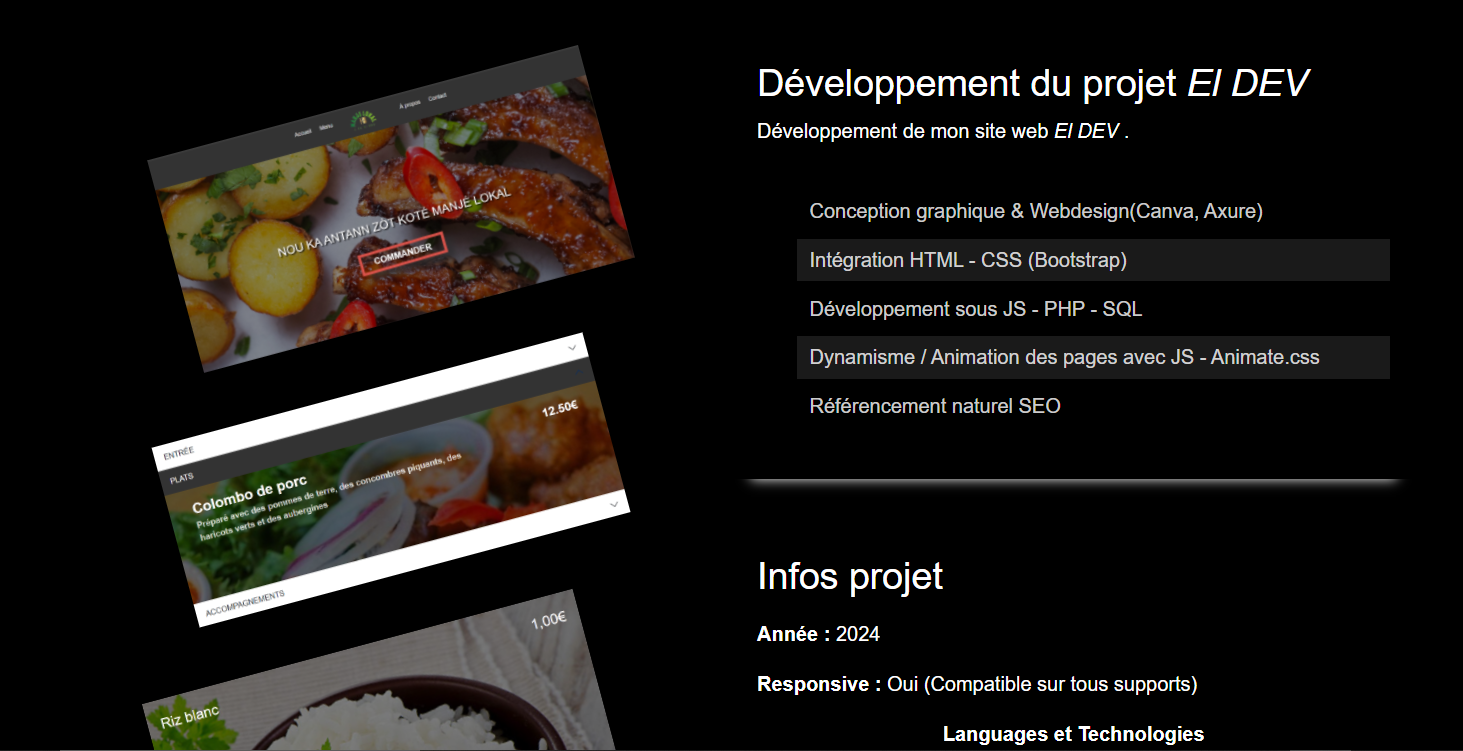 Accueil
Menu
À propos
Contact
NOU KA ANTANN ZÒT KOTÉ MANJÉ LOKAL
COMMANDER
ENTRÉE
PLATS
12.50€
Colombo de porc
Préparé avec des pommes de terre, des concombres piquants, des
haricots verts et des aubergines
ACCOMPAGNEMENTS
1,00€
Riz blanc
Développement du projet EI DEV
Développement de mon site web EI DEV .
Conception graphique & Webdesign(Canva, Axure)
Intégration HTML - CSS (Bootstrap)
Développement sous JS - PHP - SQL
Dynamisme / Animation des pages avec JS - Animate.css
Référencement naturel SEO
Infos projet
Année : 2024
Responsive : Oui (Compatible sur tous supports)
Languages et Technologies